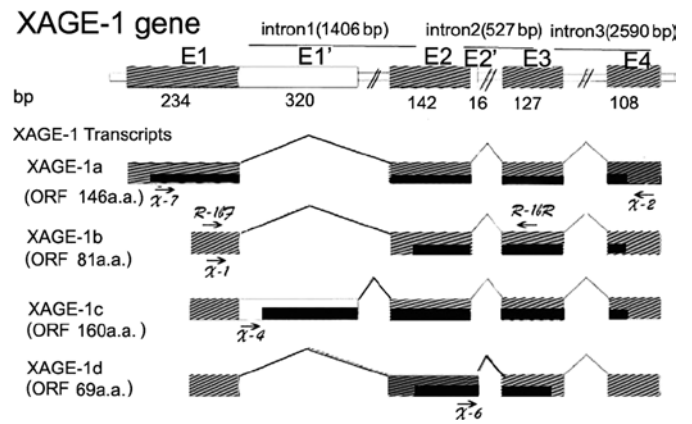 XAGE-1 gene
intron1(1406 bp) intron2(527 bp) intron3(2590 bp)
E1 E1' E2 E2' E3 E4
bp 234 320 142 16 127 108
XAGE-1 Transcripts
XAGE-1a
(ORF 146a.a.) X-7 X-2
R-16F R-16R
XAGE-1b
(ORF 81a.a.) X-1
XAGE-1c
(ORF 160a.a.) X-4
XAGE-1d
(ORF 69a.a.)
X-6